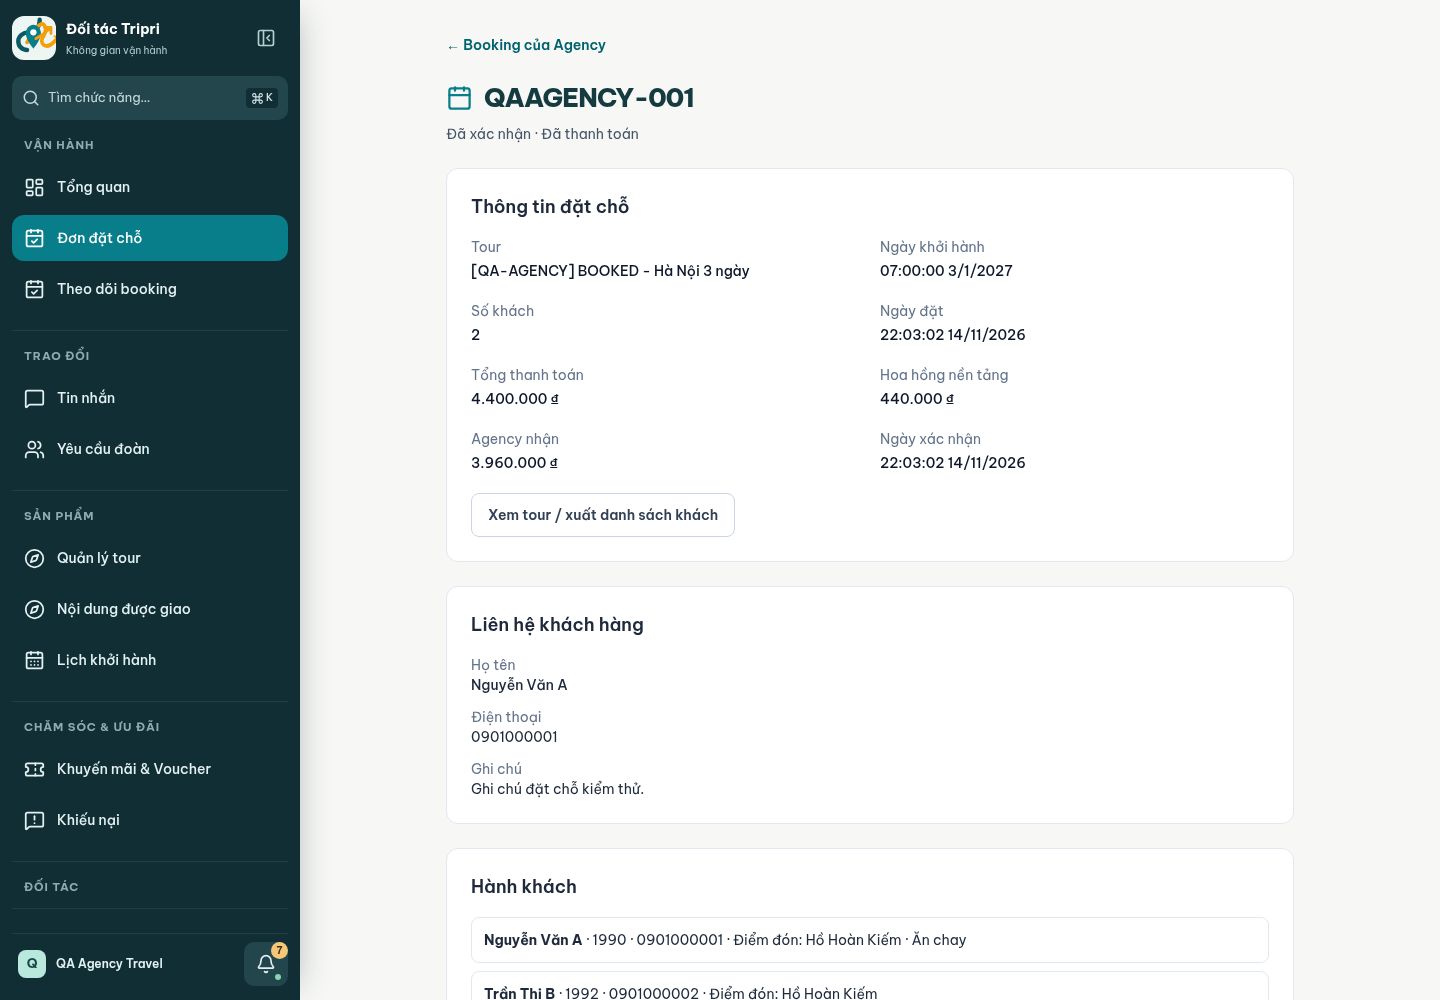 Đối tác Tripri
Không gian vận hành
Tìm chức năng...
⌘ K
VẬN HÀNH
Tổng quan
Đơn đặt chỗ
Theo dõi booking
TRAO ĐỔI
Tin nhắn
Yêu cầu đoàn
SẢN PHẨM
Quản lý tour
Nội dung được giao
Lịch khởi hành
CHĂM SÓC & ƯU ĐÃI
Khuyến mãi & Voucher
Khiếu nại
ĐỐI TÁC
Q
QA Agency Travel
7
← Booking của Agency
QAAGENCY-001
Đã xác nhận · Đã thanh toán
Thông tin đặt chỗ
Tour
[QA-AGENCY] BOOKED - Hà Nội 3 ngày
Ngày khởi hành
07:00:00 3/1/2027
Số khách
2
Ngày đặt
22:03:02 14/11/2026
Tổng thanh toán
4.400.000 ₫
Hoa hồng nền tảng
440.000 ₫
Agency nhận
3.960.000 ₫
Ngày xác nhận
22:03:02 14/11/2026
Xem tour / xuất danh sách khách
Liên hệ khách hàng
Họ tên
Nguyễn Văn A
Điện thoại
0901000001
Ghi chú
Ghi chú đặt chỗ kiểm thử.
Hành khách
Nguyễn Văn A · 1990 · 0901000001 · Điểm đón: Hồ Hoàn Kiếm · Ăn chay
Trần Thị B · 1992 · 0901000002 · Điểm đón: Hồ Hoàn Kiếm